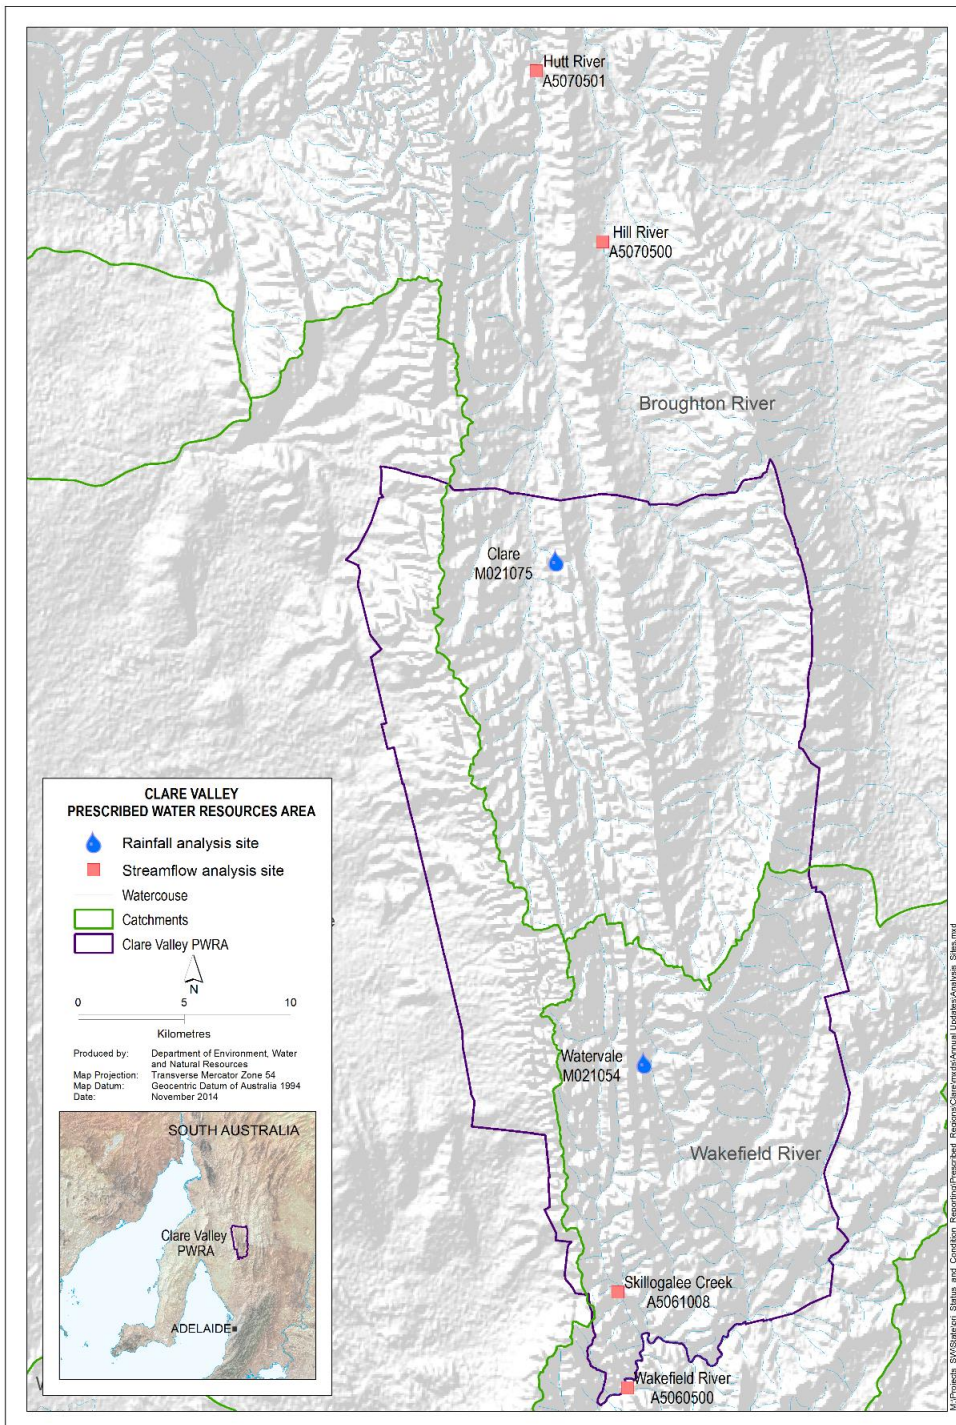 Hutt River
A5070501
Hill River
A5070500
Broughton River
Clare
M021075
CLARE VALLEY
PRESCRIBED WATER RESOURCES AREA
Rainfall analysis site
Streamflow analysis site
Watercouse
Catchments
Clare Valley PWRA
N
0 5 10
Kilometres
Produced by: Department of Environment, Water
and Natural Resources
Map Projection: Transverse Mercator Zone 54
Map Datum: Geocentric Datum of Australia 1994
Date: November 2014
e
Watervale
M021054
Wakefield River
SOUTH AUSTRALIA
Clare Valley
PWRA
ADELAIDE
Skillogalee Creek
A5061008
Wakefield River
A5060500